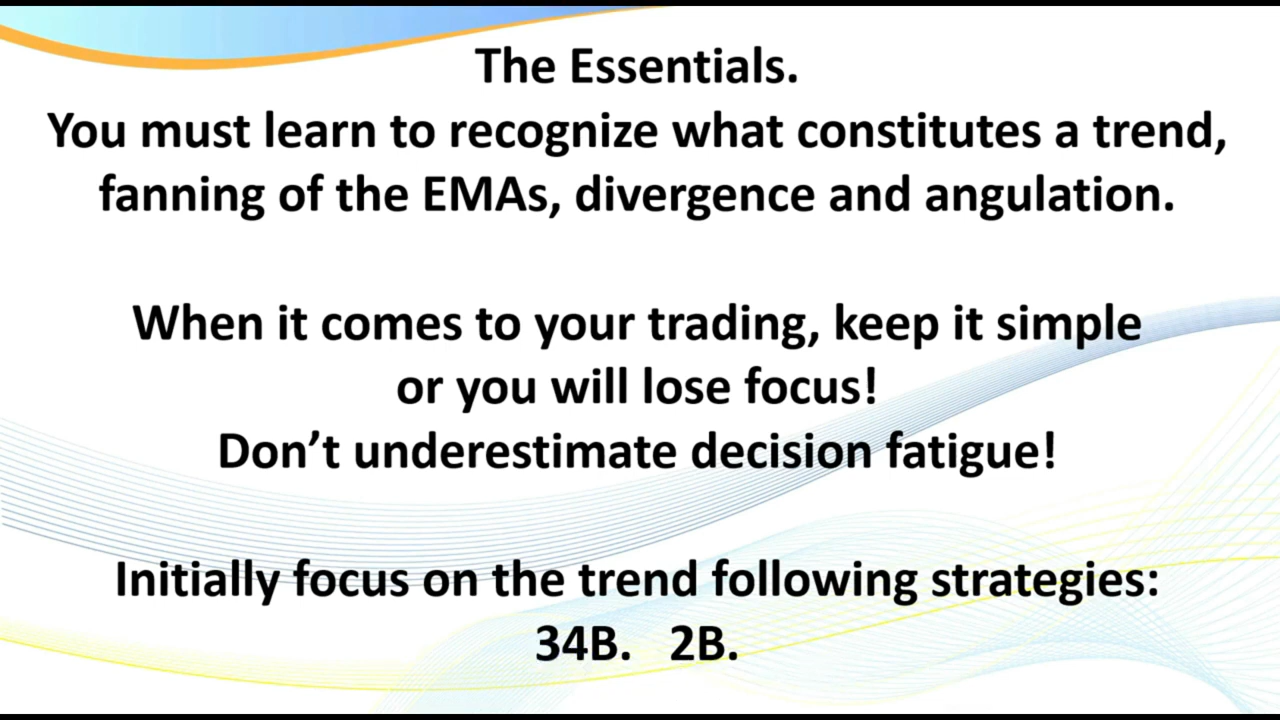 The Essentials.
You must learn to recognize what constitutes a trend,
fanning of the EMAs, divergence and angulation.
When it comes to your trading, keep it simple
or you will lose focus!
Don’t underestimate decision fatigue!
Initially focus on the trend following strategies:
34B.   2B.